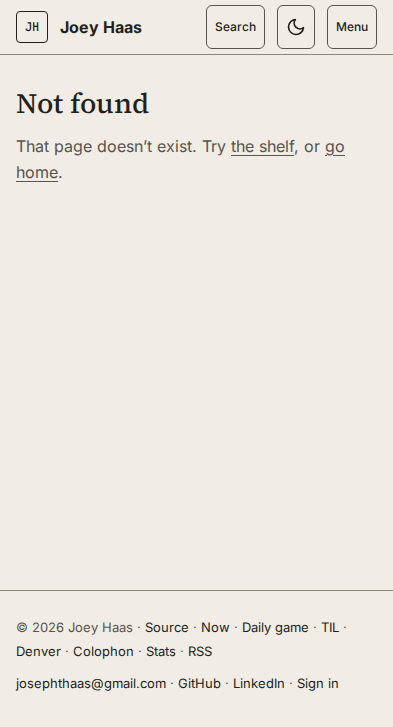 JH Joey Haas Search Menu
Not found
That page doesn’t exist. Try the shelf, or go
home.
© 2026 Joey Haas · Source · Now · Daily game · TIL ·
Denver · Colophon · Stats · RSS
josephthaas@gmail.com · GitHub · LinkedIn · Sign in